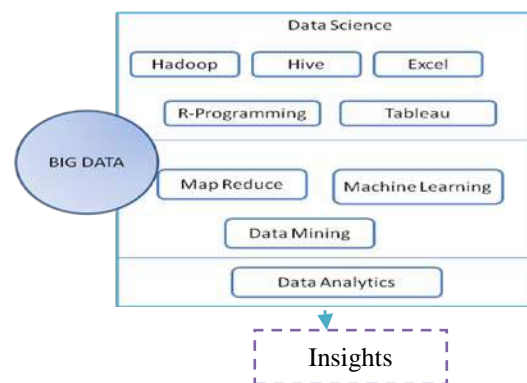 Data Science
Hadoop
Hive
Excel
R-Programming
Tableau
BIG DATA
Map Reduce
Machine Learning
Data Mining
Data Analytics
Insights